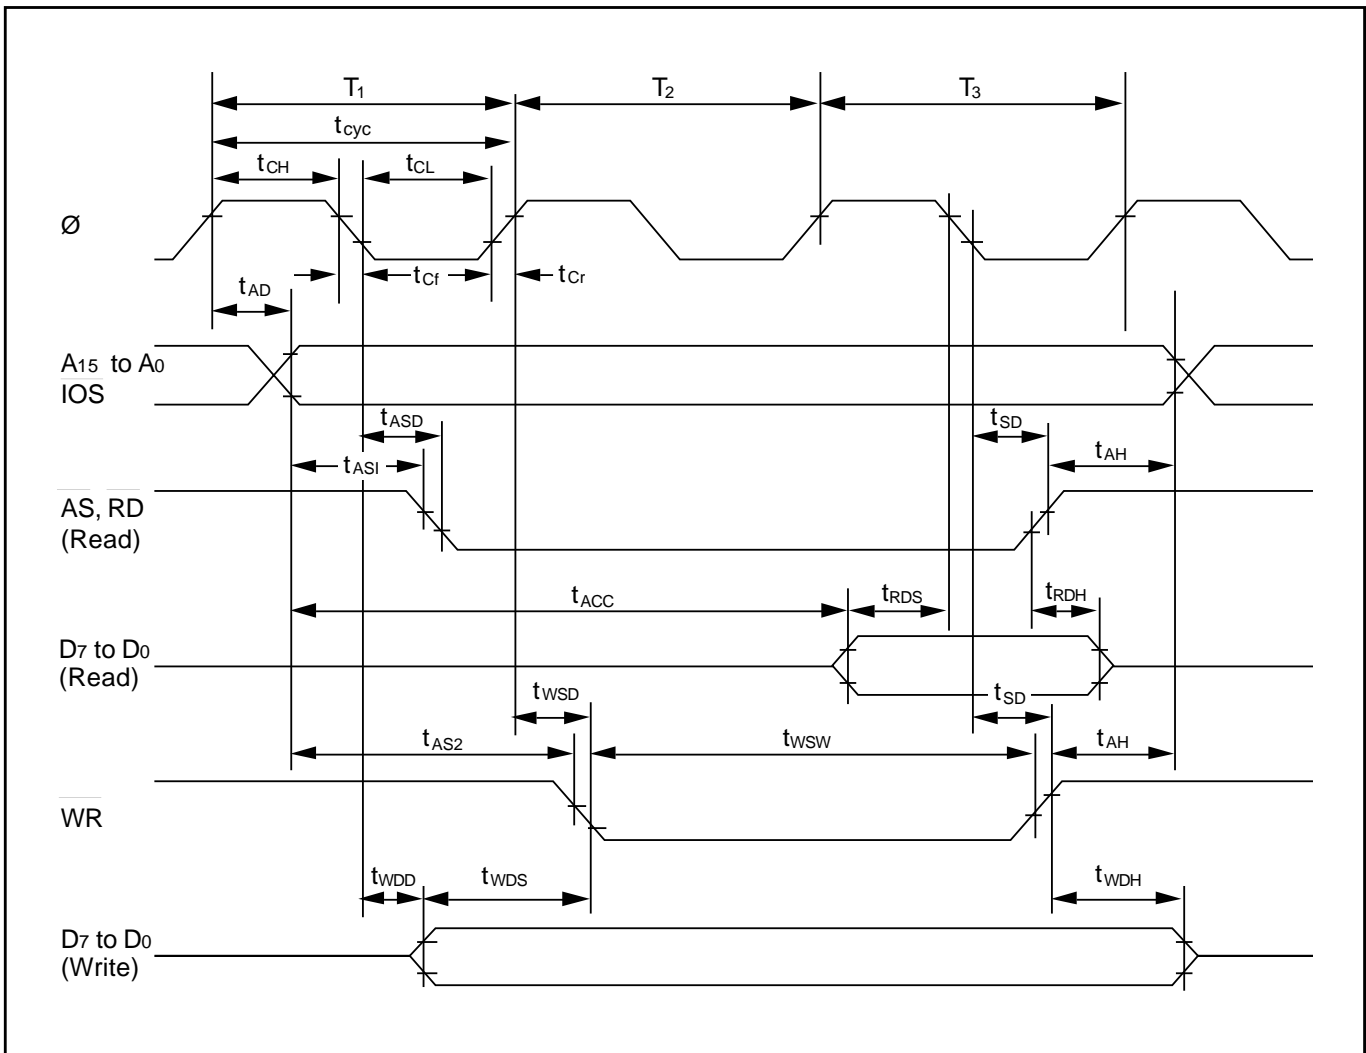 T1 T2 T3
tcyc
tCH tCL
Ø
tCf tCr
tAD
A15 to A0
IOS
tASD tSD
tASI tAH
AS, RD
(Read)
tACC tRDS tRDH
D7 to D0
(Read)
tWSD tSD
tAS2 tWSW tAH
WR
tWDD tWDS tWDH
D7 to D0
(Write)